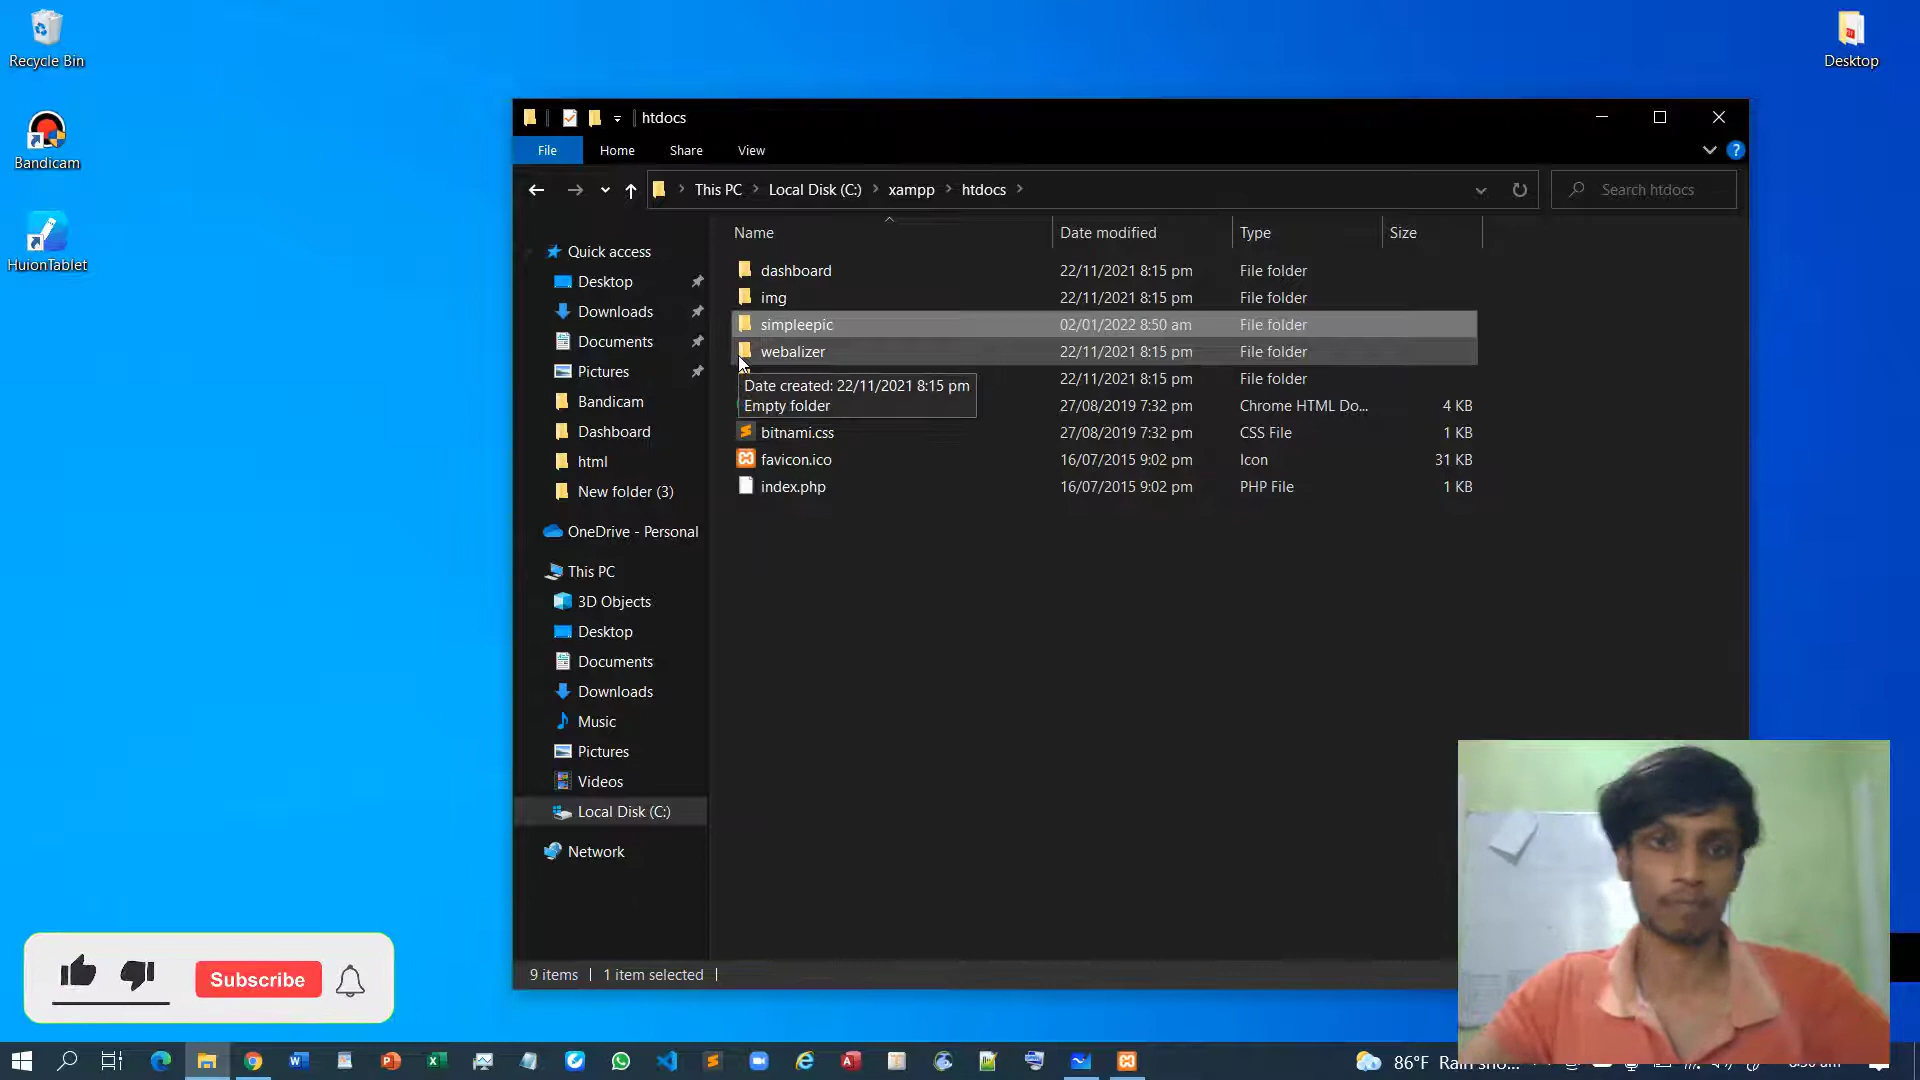 Recycle Bin
Bandicam
HuionTablet
Desktop
htdocs
File
Home
Share
View
This PC
Local Disk (C:)
xampp
htdocs
Search htdocs
Name
Date modified
Type
Size
Quick access
Desktop
Downloads
Documents
Pictures
Bandicam
Dashboard
html
New folder (3)
OneDrive - Personal
This PC
3D Objects
Desktop
Documents
Downloads
Music
Pictures
Videos
Local Disk (C:)
Network
dashboard 22/11/2021 8:15 pm File folder
img 22/11/2021 8:15 pm File folder
simpleepic 02/01/2022 8:50 am File folder
webalizer 22/11/2021 8:15 pm File folder
22/11/2021 8:15 pm File folder
27/08/2019 7:32 pm Chrome HTML Do... 4 KB
bitnami.css 27/08/2019 7:32 pm CSS File 1 KB
favicon.ico 16/07/2015 9:02 pm Icon 31 KB
index.php 16/07/2015 9:02 pm PHP File 1 KB
Date created: 22/11/2021 8:15 pm
Empty folder
9 items
1 item selected
Subscribe
86°F